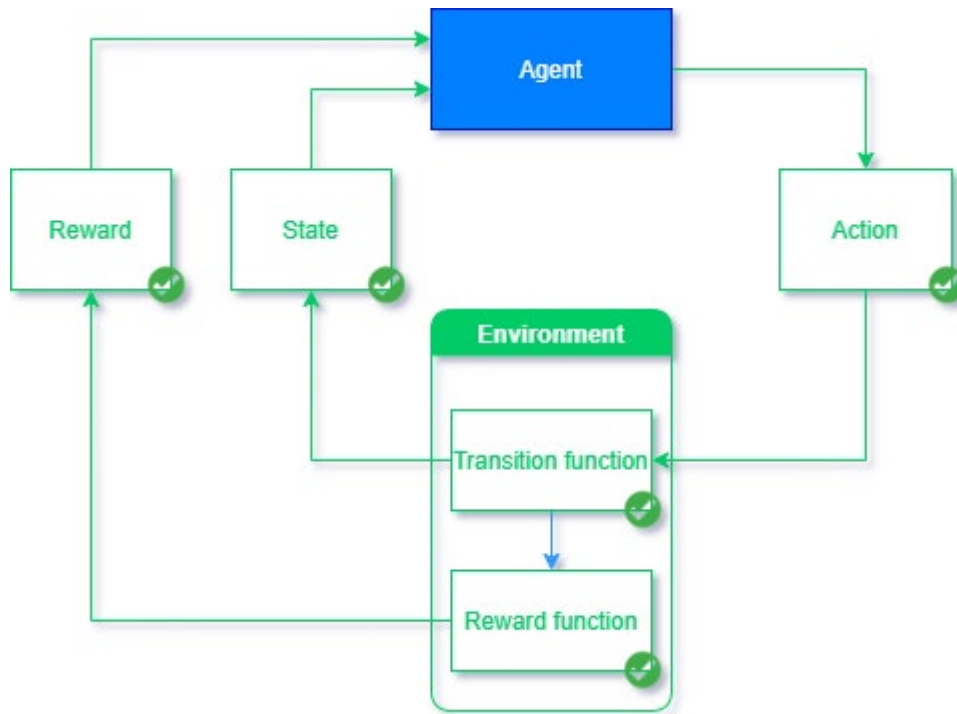 Agent
Reward
State
Action
Environment
Transition function
Reward function